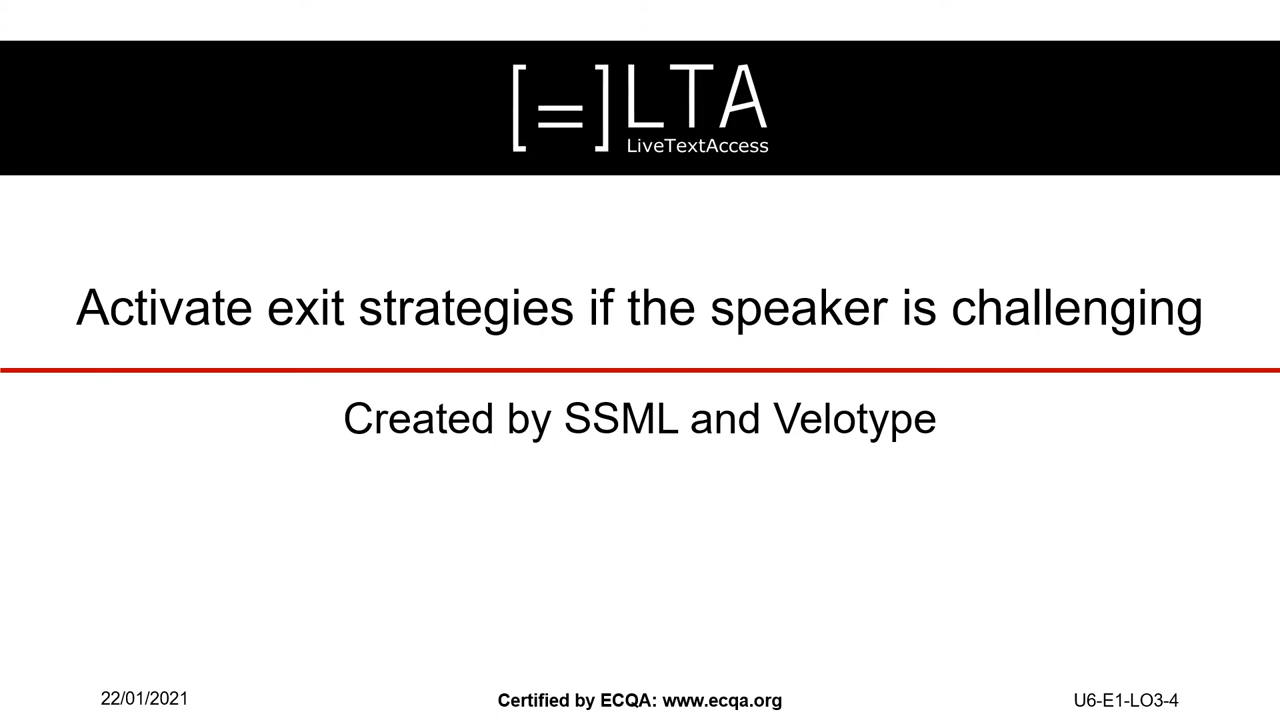 [=] LTA
LiveTextAccess
Activate exit strategies if the speaker is challenging
Created by SSML and Velotype
22/01/2021
Certified by ECQA: www.ecqa.org
U6-E1-LO3-4